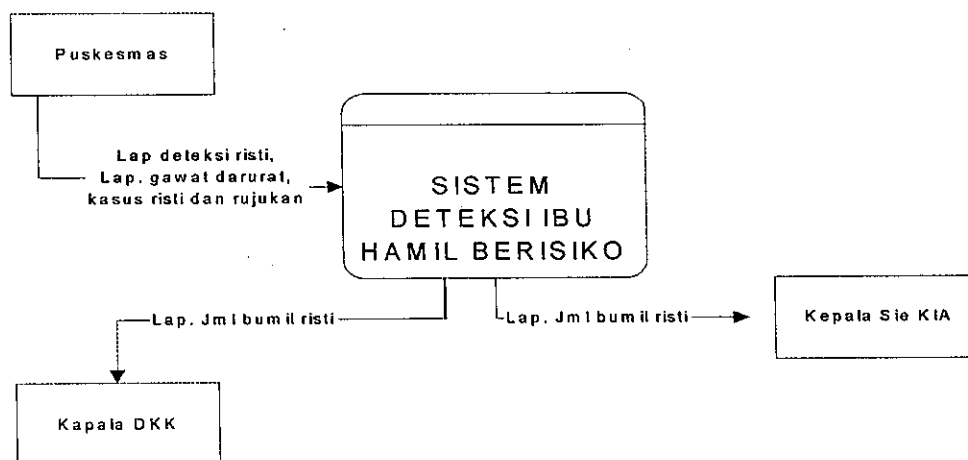 Puskesmas
Lap deteksi risti,
Lap. gawat darurat,
kasus risti dan rujukan
SISTEM
DETEKSI IBU
HAMIL BERISIKO
Lap. Jml bumil risti
Lap. Jml bumil risti
Kepala Sie KIA
Kapala DKK